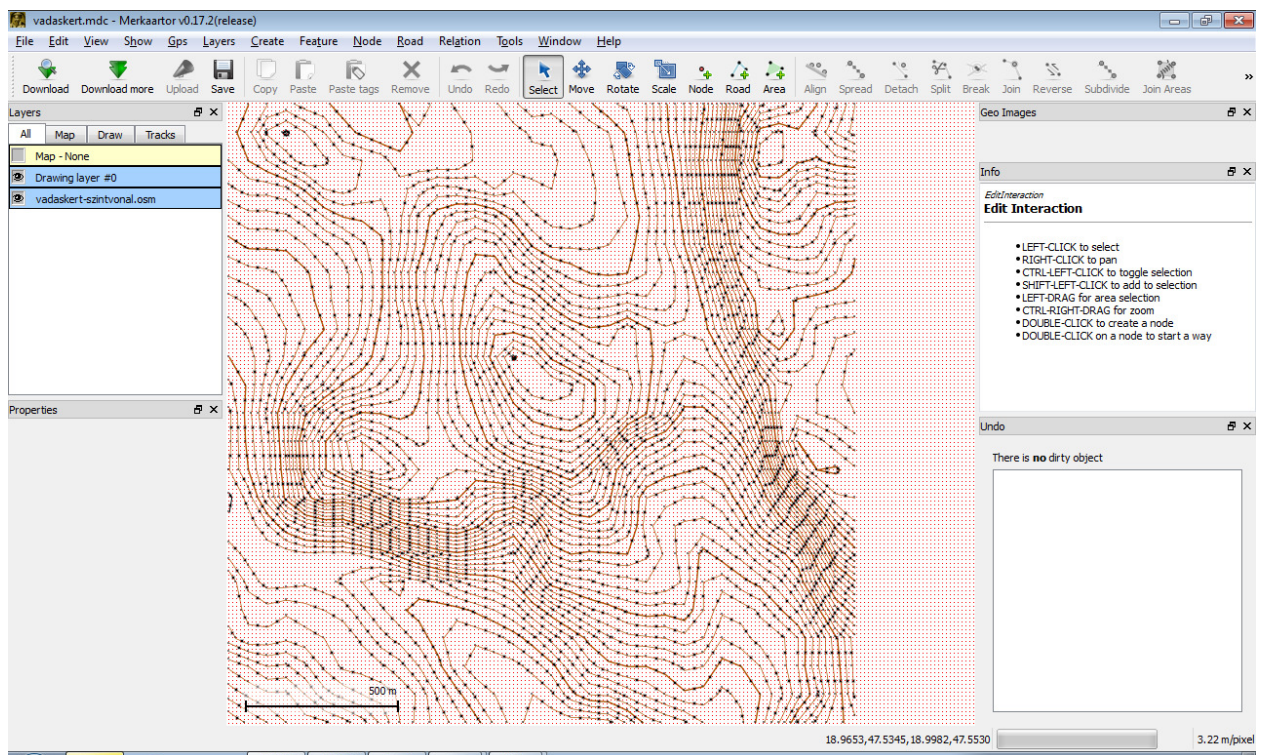 vadaskert.mdc - Merkaartor v0.17.2(release)
File Edit View Show Gps Layers Create Feature Node Road Relation Tools Window Help
Download Download more Upload Save Copy Paste Paste tags Remove Undo Redo Select Move Rotate Scale Node Road Area Align Spread Detach Split Break Join Reverse Subdivide Join Areas »
Layers
All Map Draw Tracks
Map - None
Drawing layer #0
vadaskert-szintvonal.osm
Properties
500 m
Geo Images
Info
EditInteraction
Edit Interaction
•LEFT-CLICK to select
•RIGHT-CLICK to pan
•CTRL-LEFT-CLICK to toggle selection
•SHIFT-LEFT-CLICK to add to selection
•LEFT-DRAG for area selection
•CTRL-RIGHT-DRAG for zoom
•DOUBLE-CLICK to create a node
•DOUBLE-CLICK on a node to start a way
Undo
There is no dirty object
18.9653,47.5345,18.9982,47.5530
3.22 m/pixel